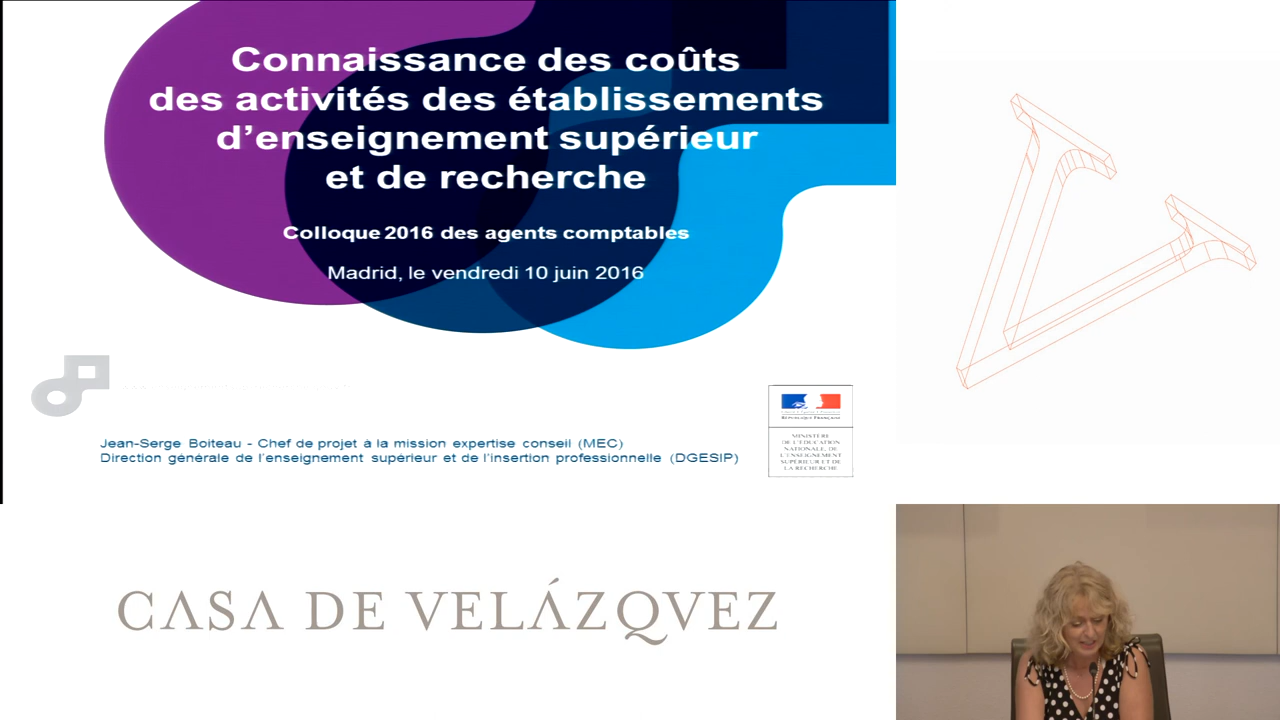 Connaissance des coûts
des activités des établissements
d’enseignement supérieur
et de recherche
Colloque 2016 des agents comptables
Madrid, le vendredi 10 juin 2016
RÉPUBLIQUE FRANÇAISE
MINISTÈRE
DE L'ÉDUCATION
NATIONALE, DE
L'ENSEIGNEMENT
SUPÉRIEUR ET DE
LA RECHERCHE
Jean-Serge Boiteau - Chef de projet à la mission expertise conseil (MEC)
Direction générale de l’enseignement supérieur et de l’insertion professionnelle (DGESIP)
CASA DE VELÁZQVEZ